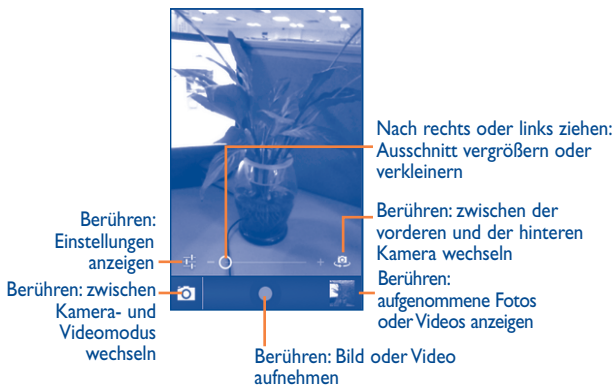 Nach rechts oder links ziehen:
Ausschnitt vergrößern oder
verkleinern
Berühren: zwischen der
vorderen und der hinteren
Kamera wechseln
Berühren:
Einstellungen
anzeigen
Berühren: zwischen
Kamera- und
Videomodus
wechseln
Berühren:
aufgenommene Fotos
oder Videos anzeigen
Berühren: Bild oder Video
aufnehmen